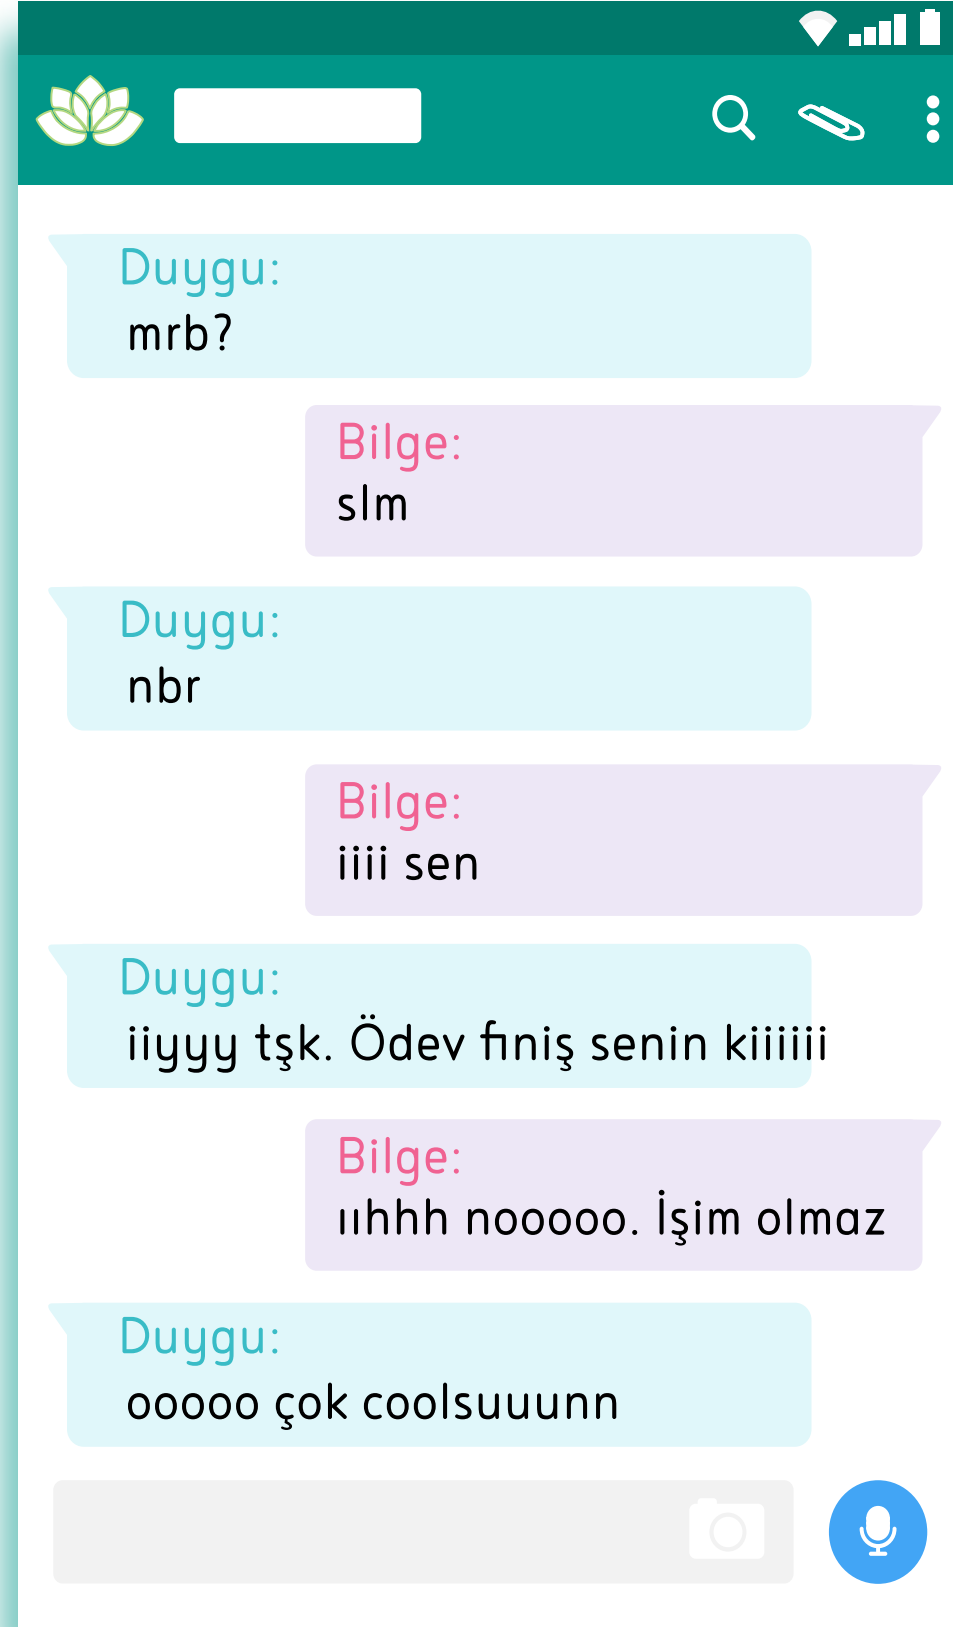 Duygu:
mrb?
Bilge:
slm
Duygu:
nbr
Bilge:
iiii sen
Duygu:
iiyyy tşk. Ödev finiş senin kiiiiii
Bilge:
ııhhh nooooo. İşim olmaz
Duygu:
ooooo çok coolsuuunn